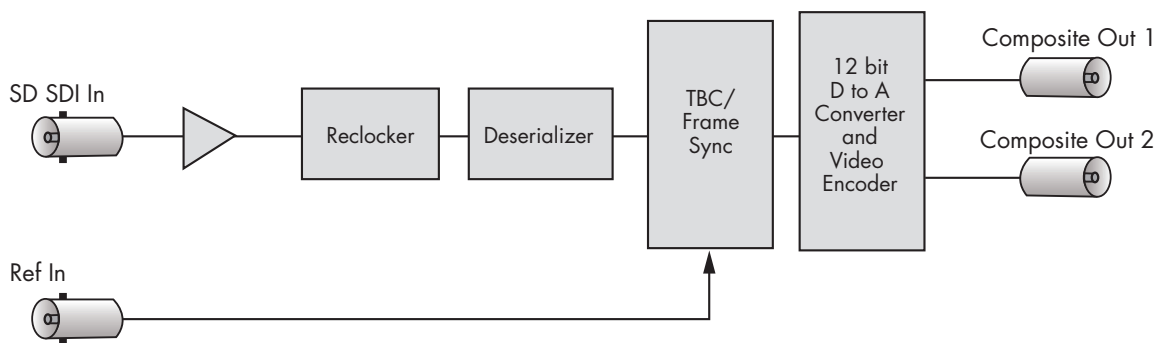 SD SDI In
Reclocker
Deserializer
TBC/
Frame
Sync
12 bit
D to A
Converter
and
Video
Encoder
Composite Out 1
Composite Out 2
Ref In